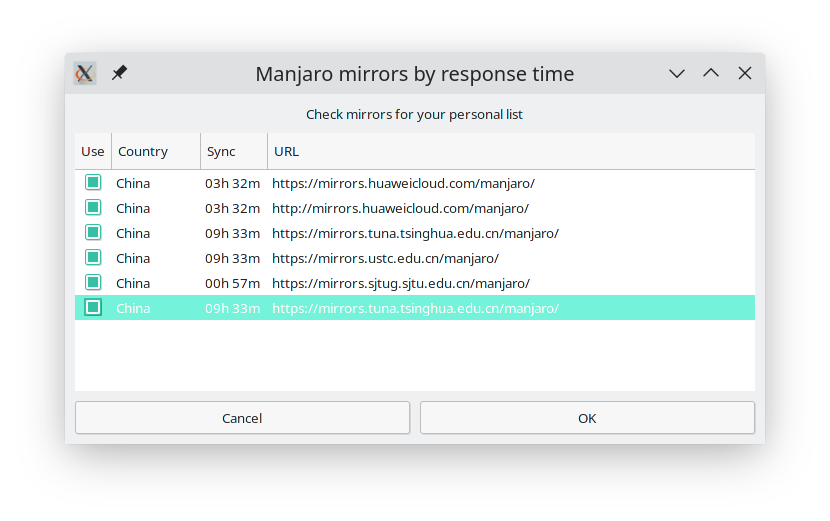 Manjaro mirrors by response time
Check mirrors for your personal list
Use Country Sync URL
China 03h 32m https://mirrors.huaweicloud.com/manjaro/
China 03h 32m http://mirrors.huaweicloud.com/manjaro/
China 09h 33m https://mirrors.tuna.tsinghua.edu.cn/manjaro/
China 09h 33m https://mirrors.ustc.edu.cn/manjaro/
China 00h 57m https://mirrors.sjtug.sjtu.edu.cn/manjaro/
China 09h 33m https://mirrors.tuna.tsinghua.edu.cn/manjaro/
Cancel OK